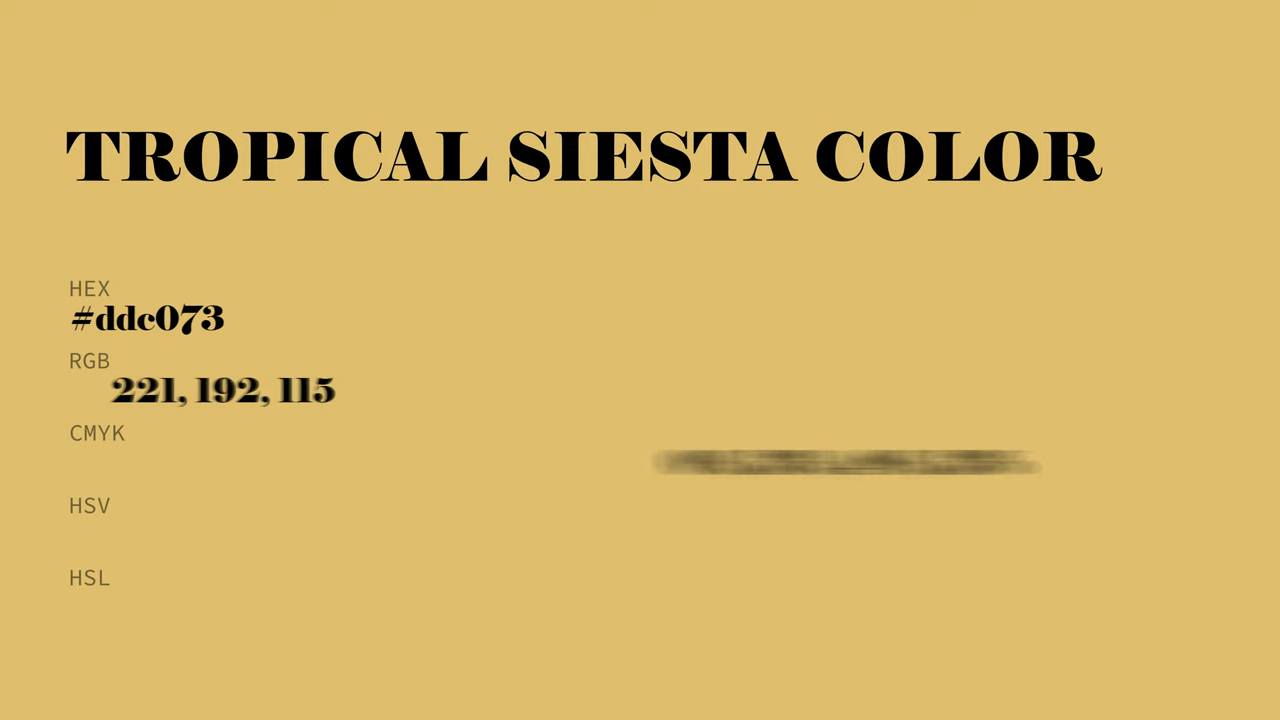 TROPICAL SIESTA COLOR
HEX
#ddc073
RGB
221, 192, 115
CMYK
HSV
HSL